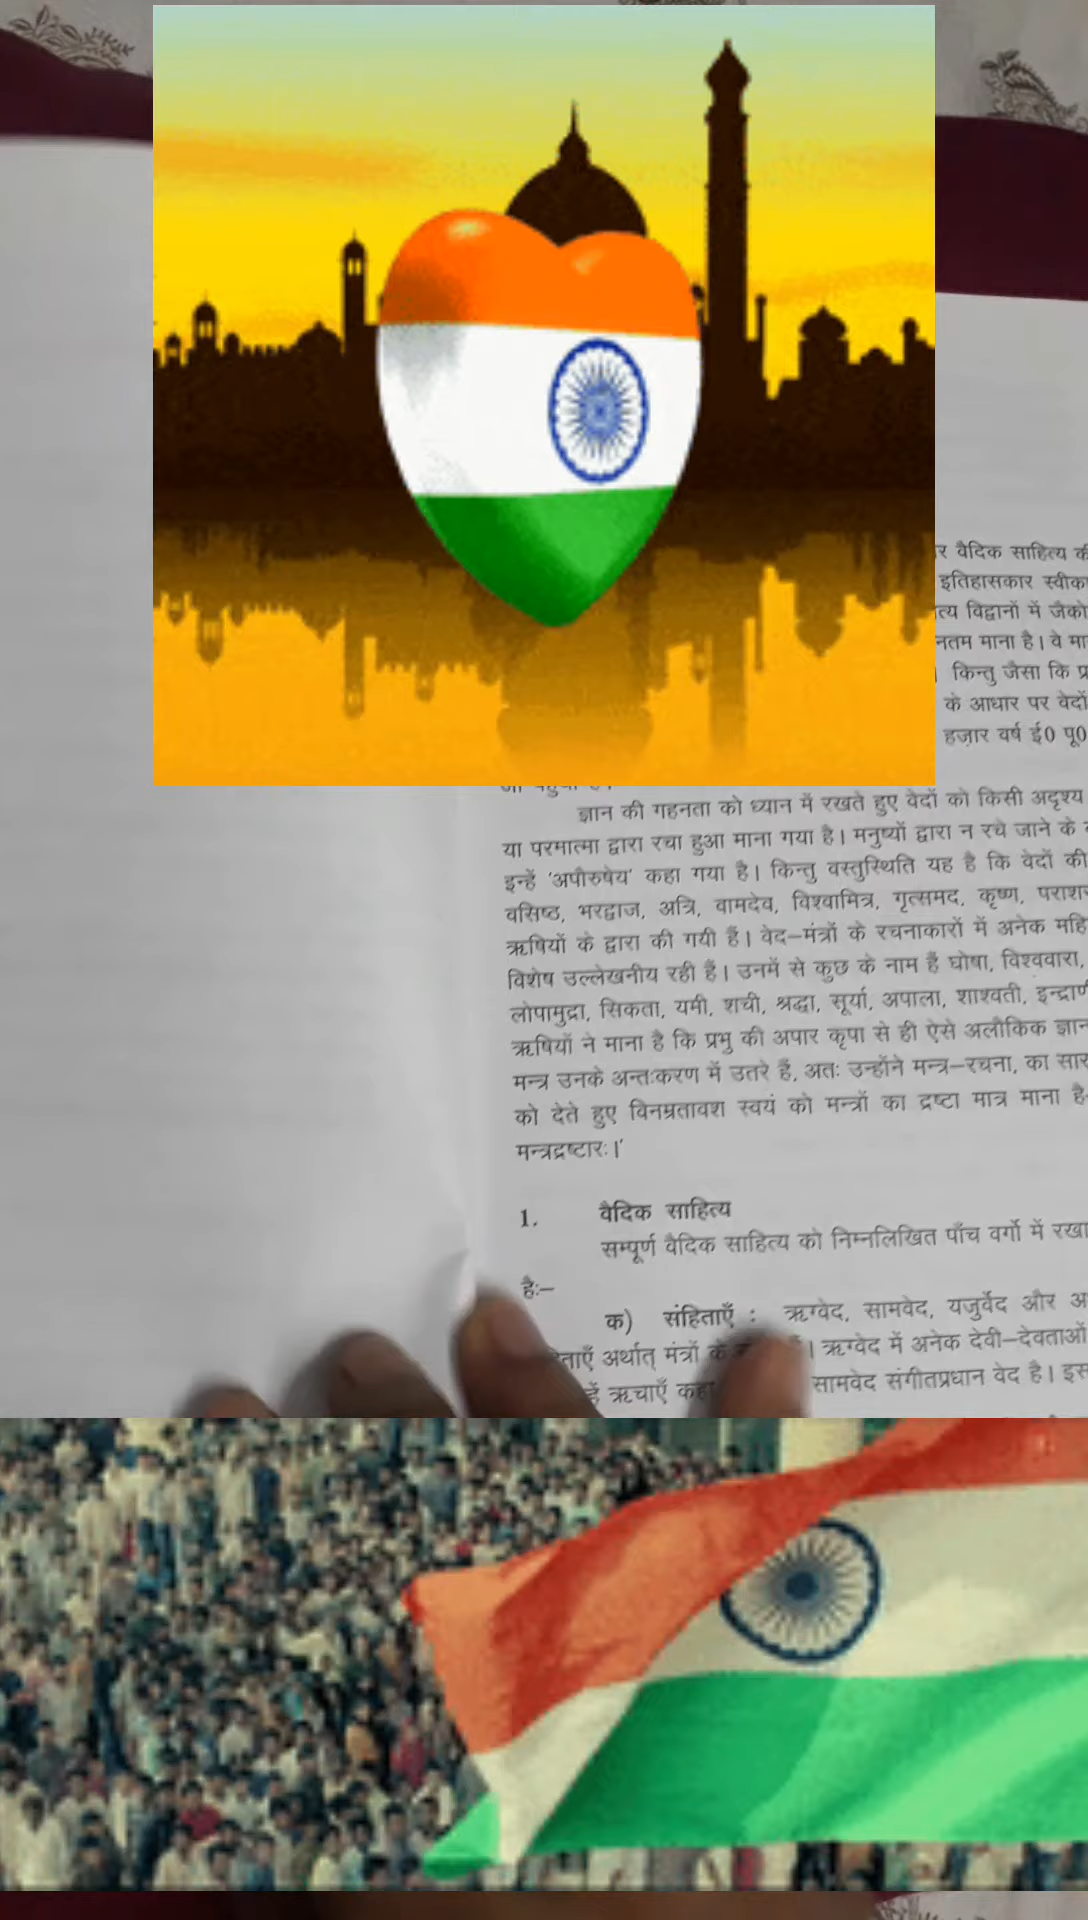 वैदिक साहित्य
इतिहासकार
विद्वानों में
माना है। वे
किन्तु जैसा कि
के आधार पर वेदों
हज़ार वर्ष ई0 पू0
ज्ञान की गहनता को ध्यान में रखते हुए वेदों को किसी अदृश्य
या परमात्मा द्वारा रचा हुआ माना गया है। मनुष्यों द्वारा न रचे जाने के
इन्हें 'अपौरुषेय' कहा गया है। किन्तु वस्तुस्थिति यह है कि वेदों की
वसिष्ठ, भरद्वाज, अत्रि, वामदेव, विश्वामित्र, गृत्समद, कृष्ण,
ऋषियों के द्वारा की गयी हैं। वेद–मंत्रों के रचनाकारों में अनेक
विशेष उल्लेखनीय रही हैं। उनमें से कुछ के नाम हैं घोषा, विश्ववारा,
लोपामुद्रा, सिकता, यमी, शची, श्रद्धा, सूर्या, अपाला, शाश्वती,
ऋषियों ने माना है कि प्रभु की अपार कृपा से ही ऐसे अलौकिक ज्ञान
मन्त्र उनके अन्तःकरण में उतरे हैं, अतः उन्होंने मन्त्र–रचना, का
को देते हुए विनम्रतावश स्वयं को मन्त्रों का द्रष्टा मात्र माना है
मन्त्रद्रष्टारः।'
1. वैदिक साहित्य
सम्पूर्ण वैदिक साहित्य को निम्नलिखित पाँच वर्गो में रखा
है:–
क) संहिताएँ : ऋग्वेद, सामवेद, यजुर्वेद और
अर्थात् मंत्रों के । ऋग्वेद में अनेक देवी–देवताओं
ऋचाएँ सामवेद संगीतप्रधान वेद है। इस